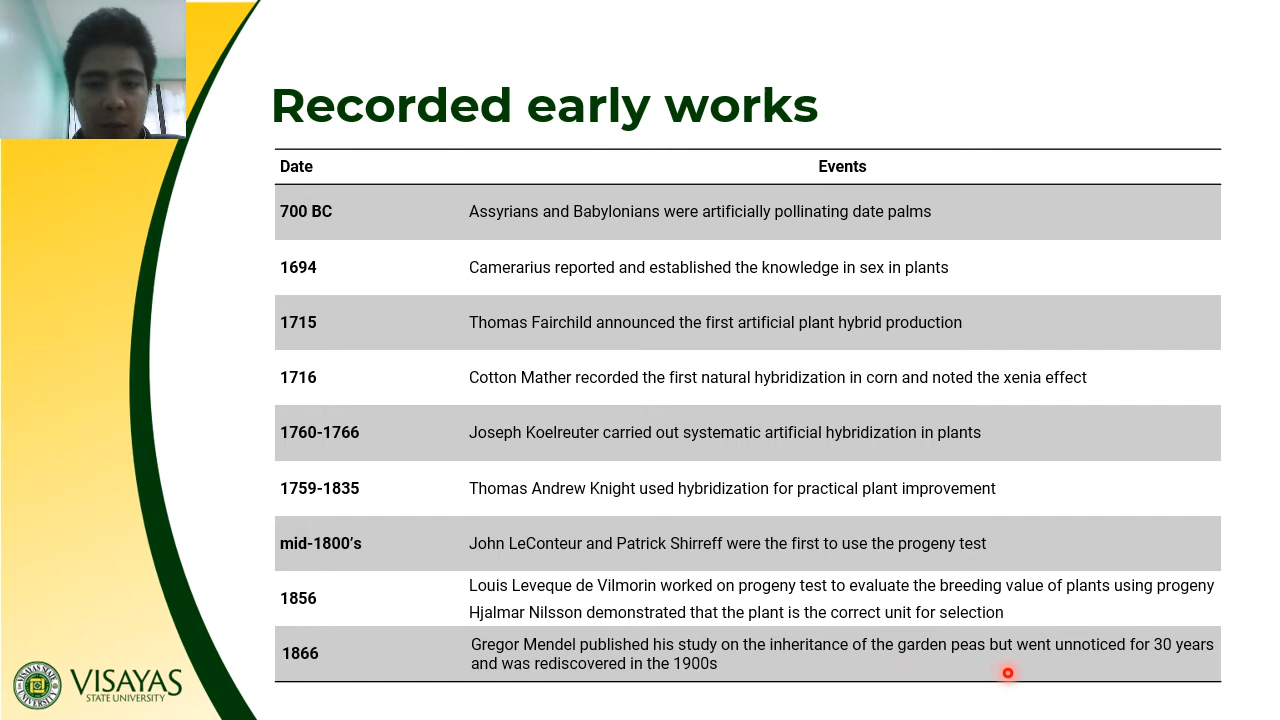 Recorded early works
Date Events
700 BC Assyrians and Babylonians were artificially pollinating date palms
1694 Camerarius reported and established the knowledge in sex in plants
1715 Thomas Fairchild announced the first artificial plant hybrid production
1716 Cotton Mather recorded the first natural hybridization in corn and noted the xenia effect
1760-1766 Joseph Koelreuter carried out systematic artificial hybridization in plants
1759-1835 Thomas Andrew Knight used hybridization for practical plant improvement
mid-1800’s John LeConteur and Patrick Shirreff were the first to use the progeny test
1856 Louis Leveque de Vilmorin worked on progeny test to evaluate the breeding value of plants using progeny
Hjalmar Nilsson demonstrated that the plant is the correct unit for selection
1866 Gregor Mendel published his study on the inheritance of the garden peas but went unnoticed for 30 years
and was rediscovered in the 1900s
VISAYAS
STATE UNIVERSITY